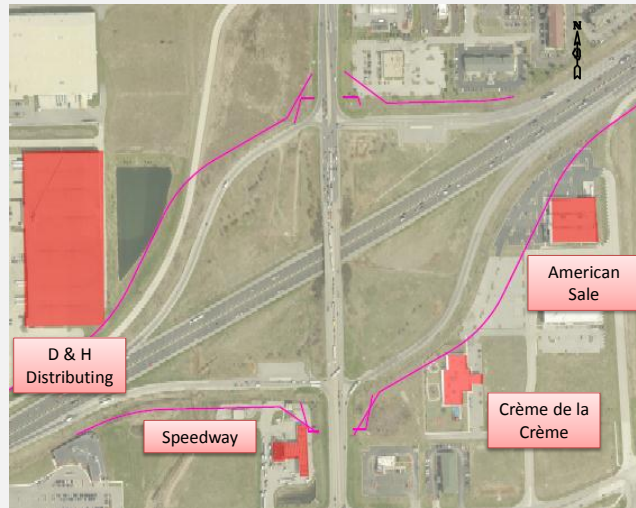 N
American
Sale
D & H
Distributing
Crème de la
Crème
Speedway